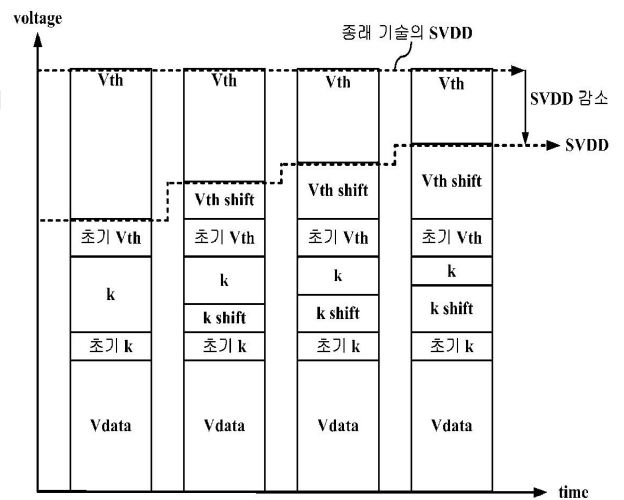 voltage
종래 기술의 SVDD
Vth
Vth
Vth
Vth
SVDD 감소
SVDD
Vth shift
Vth shift
Vth shift
초기 Vth
초기 Vth
초기 Vth
초기 Vth
k
k
k
k
k shift
k shift
k shift
초기 k
초기 k
초기 k
초기 k
Vdata
Vdata
Vdata
Vdata
time